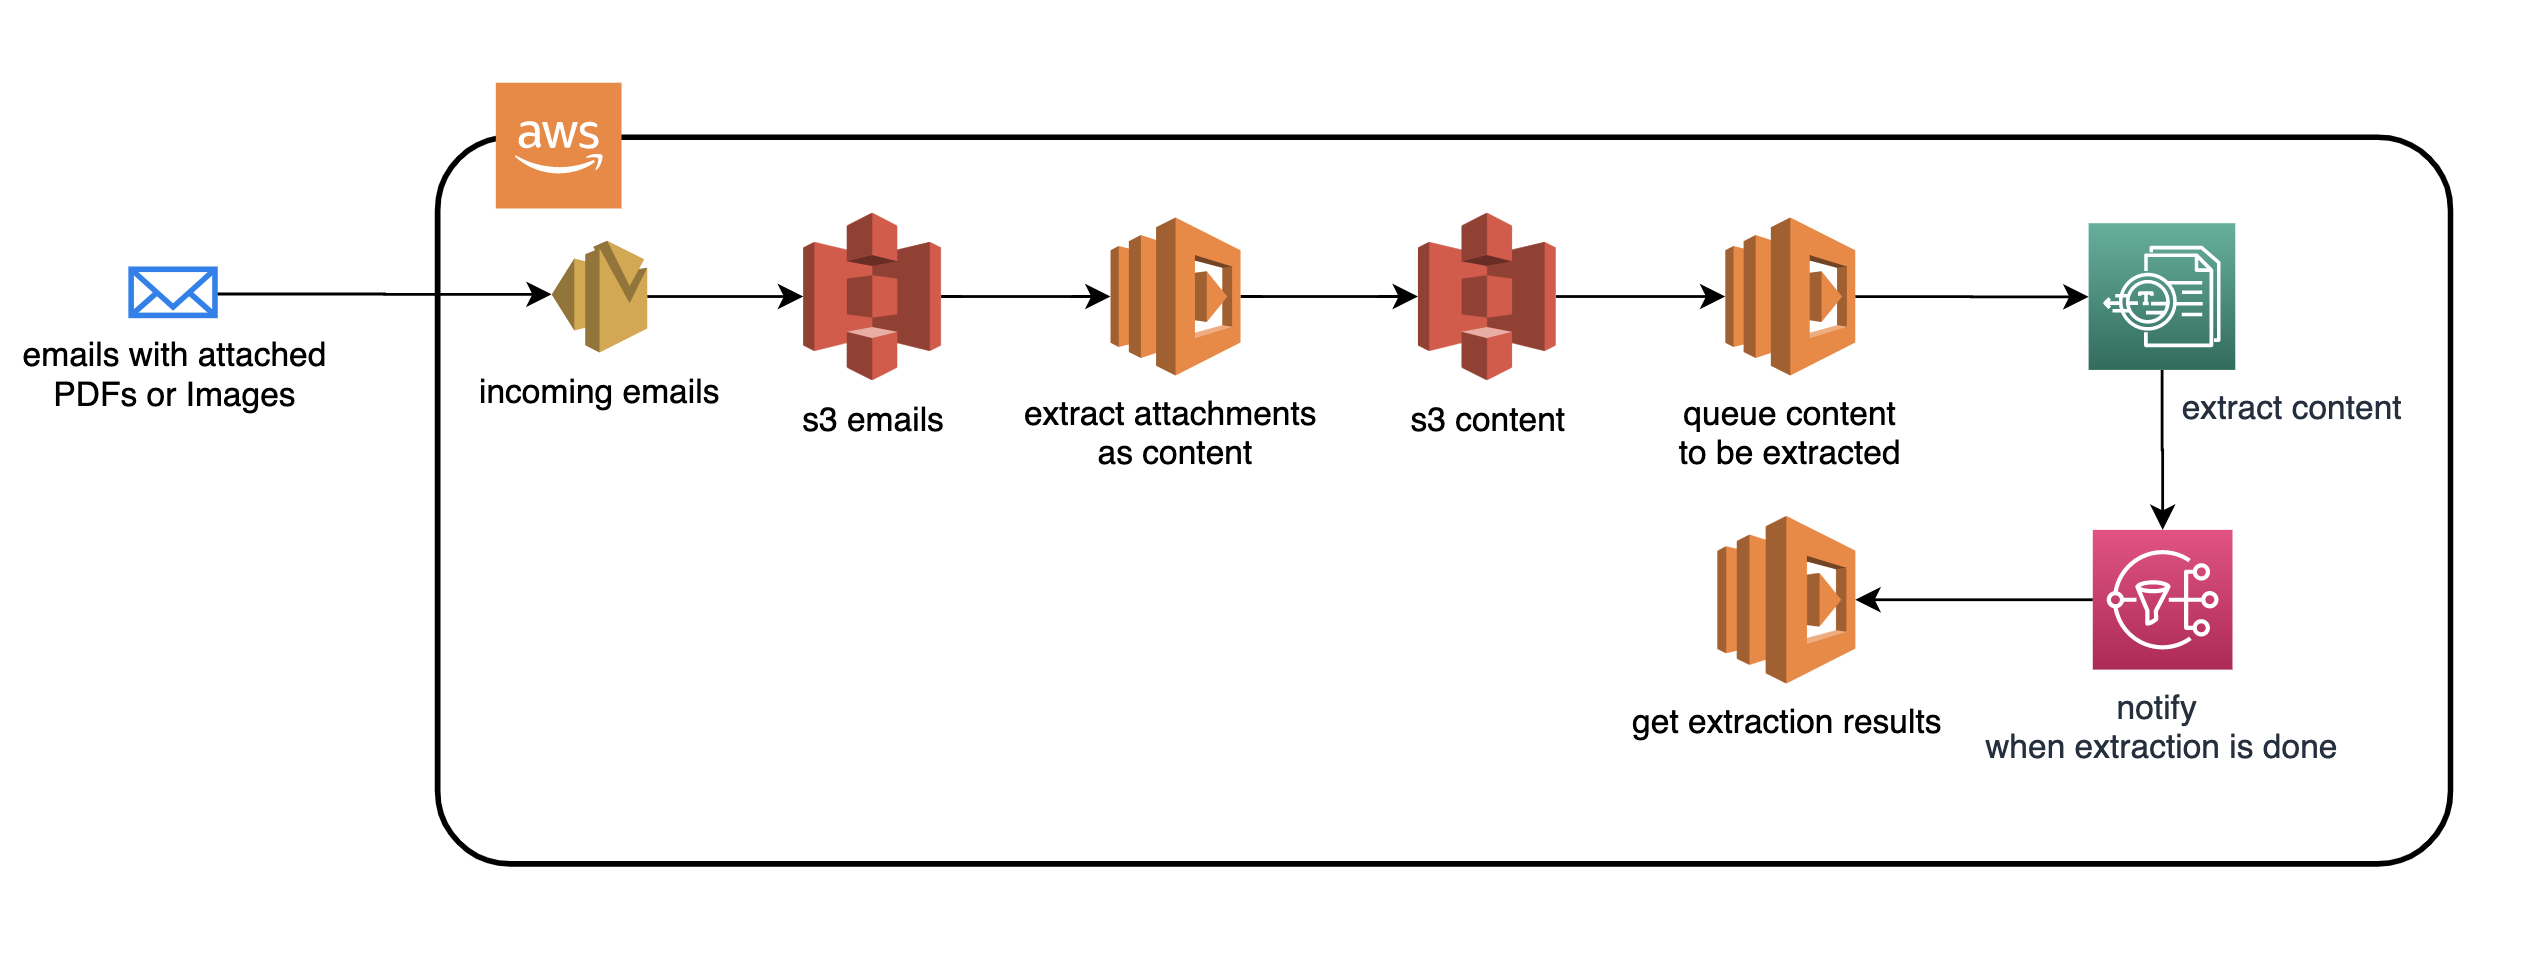 aws
emails with attached
PDFs or Images
incoming emails
s3 emails
extract attachments
as content
s3 content
queue content
to be extracted
T
extract content
get extraction results
notify
when extraction is done